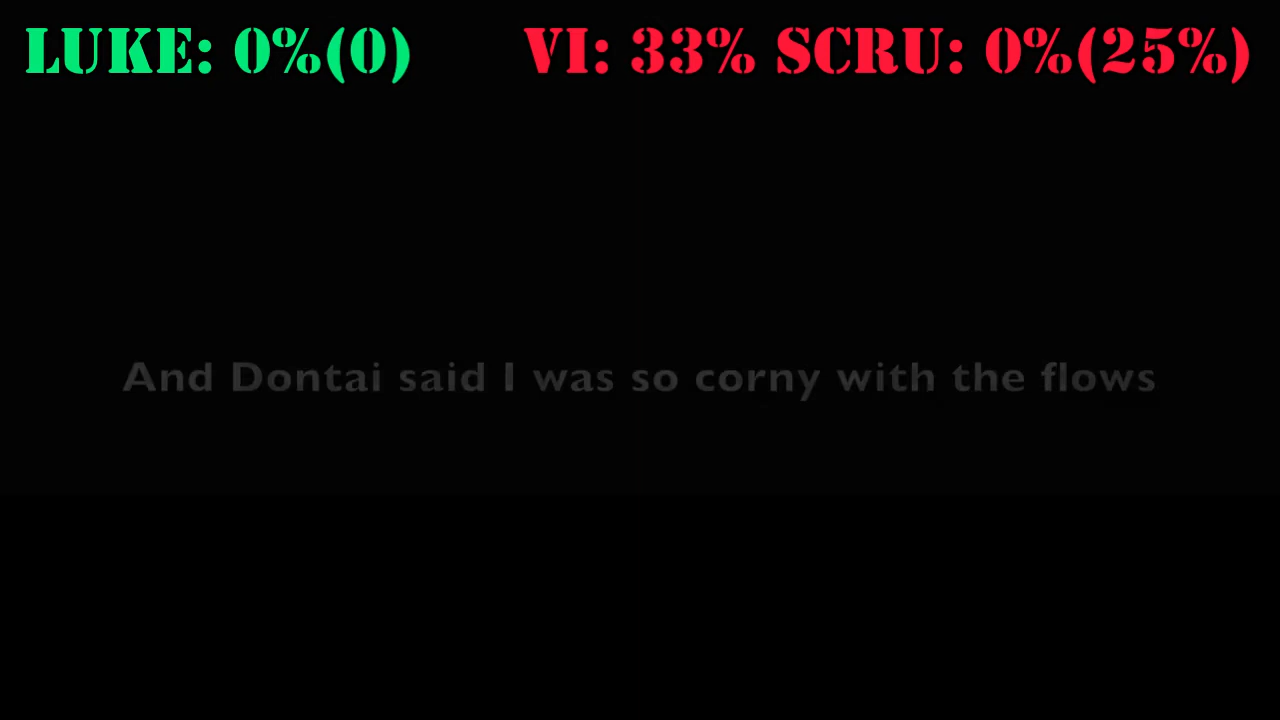 LUKE: 0%(0) VI: 33% SCRU: 0%(25%)
And Dontai said I was so corny with the flows